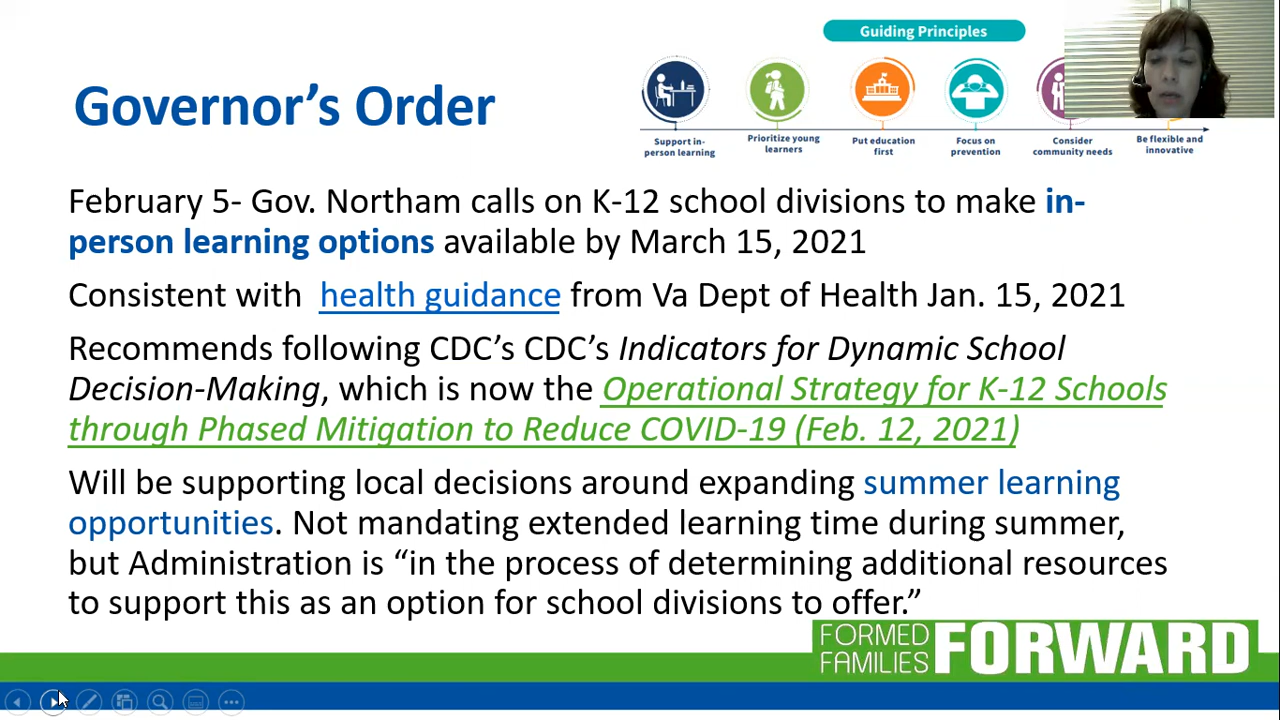 Guiding Principles
Governor's Order
Support in-
person learning
Prioritize young
learners
Put education
first
Focus on
prevention
Consider
community needs
Be flexible and
innovative
February 5- Gov. Northam calls on K-12 school divisions to make in-
person learning options available by March 15, 2021
Consistent with health guidance from Va Dept of Health Jan. 15, 2021
Recommends following CDC's CDC's Indicators for Dynamic School
Decision-Making, which is now the Operational Strategy for K-12 Schools
through Phased Mitigation to Reduce COVID-19 (Feb. 12, 2021)
Will be supporting local decisions around expanding summer learning
opportunities. Not mandating extended learning time during summer,
but Administration is “in the process of determining additional resources
to support this as an option for school divisions to offer.”
FORMED
FAMILIES
FORWARD